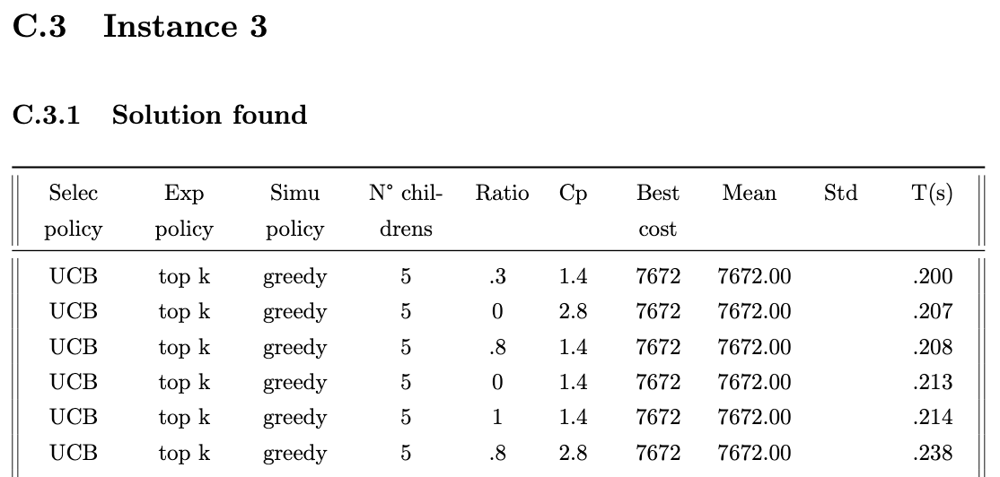 C.3 Instance 3
C.3.1 Solution found
Selec Exp Simu N° chil- Ratio Cp Best Mean Std T(s)
policy policy policy drens cost
UCB top k greedy 5 .3 1.4 7672 7672.00 .200
UCB top k greedy 5 0 2.8 7672 7672.00 .207
UCB top k greedy 5 .8 1.4 7672 7672.00 .208
UCB top k greedy 5 0 1.4 7672 7672.00 .213
UCB top k greedy 5 1 1.4 7672 7672.00 .214
UCB top k greedy 5 .8 2.8 7672 7672.00 .238